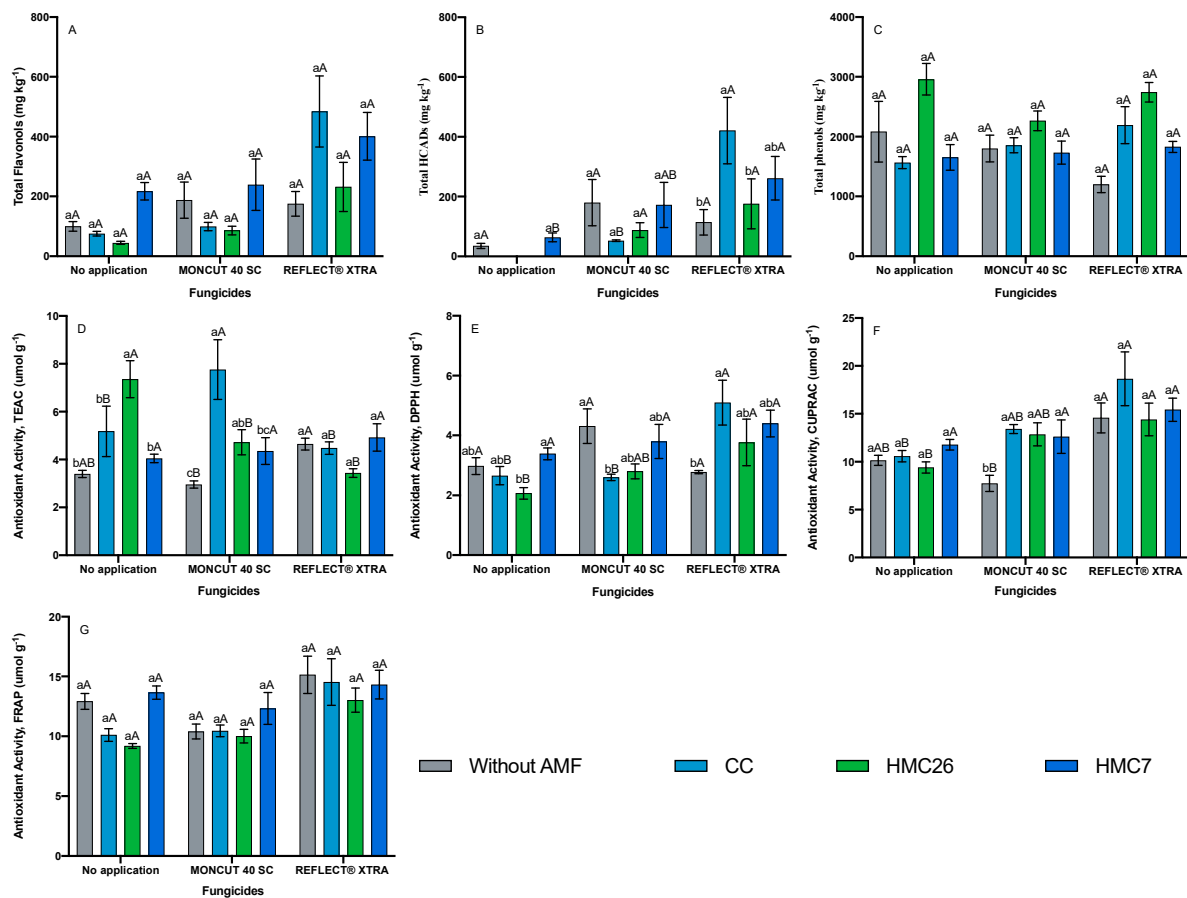 A
Total Flavonols (mg kg-1)
800
600
400
200
0
aA aA aA aA aA aA aA aA aA aA aA aA
No application MONCUT 40 SC REFLECT® XTRA
Fungicides
B
Total HCADs (mg kg-1)
800
600
400
200
0
aA aB aA aB aA aAB bA aA bA abA
No application MONCUT 40 SC REFLECT® XTRA
Fungicides
C
Total phenols (mg kg-1)
4000
3000
2000
1000
0
aA aA aA aA aA aA aA aA aA aA aA aA
No application MONCUT 40 SC REFLECT® XTRA
Fungicides
D
Antioxidant Activity, TEAC (umol g-1)
10
8
6
4
2
0
bAB bB aA bA cB aA abB bcA aA aB aB aA
No application MONCUT 40 SC REFLECT® XTRA
Fungicides
E
Antioxidant Activity, DPPH (umol g-1)
8
6
4
2
0
abA abB bB aA aA bB abAB abA bA aA abA abA
No application MONCUT 40 SC REFLECT® XTRA
Fungicides
F
Antioxidant Activity, CUPRAC (umol g-1)
25
20
15
10
5
0
aAB aB aA aA bB aAB aAB aA aA aA aA aA
No application MONCUT 40 SC REFLECT® XTRA
Fungicides
G
Antioxidant Activity, FRAP (umol g-1)
20
15
10
5
0
aA aA aA aA aA aA aA aA aA aA aA aA
No application MONCUT 40 SC REFLECT® XTRA
Fungicides
Without AMF CC HMC26 HMC7